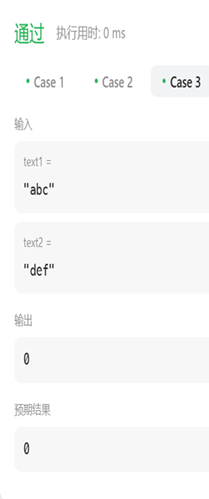 通过 执行用时: 0 ms
• Case 1 • Case 2 • Case 3
输入
text1 =
"abc"
text2 =
"def"
输出
0
预期结果
0